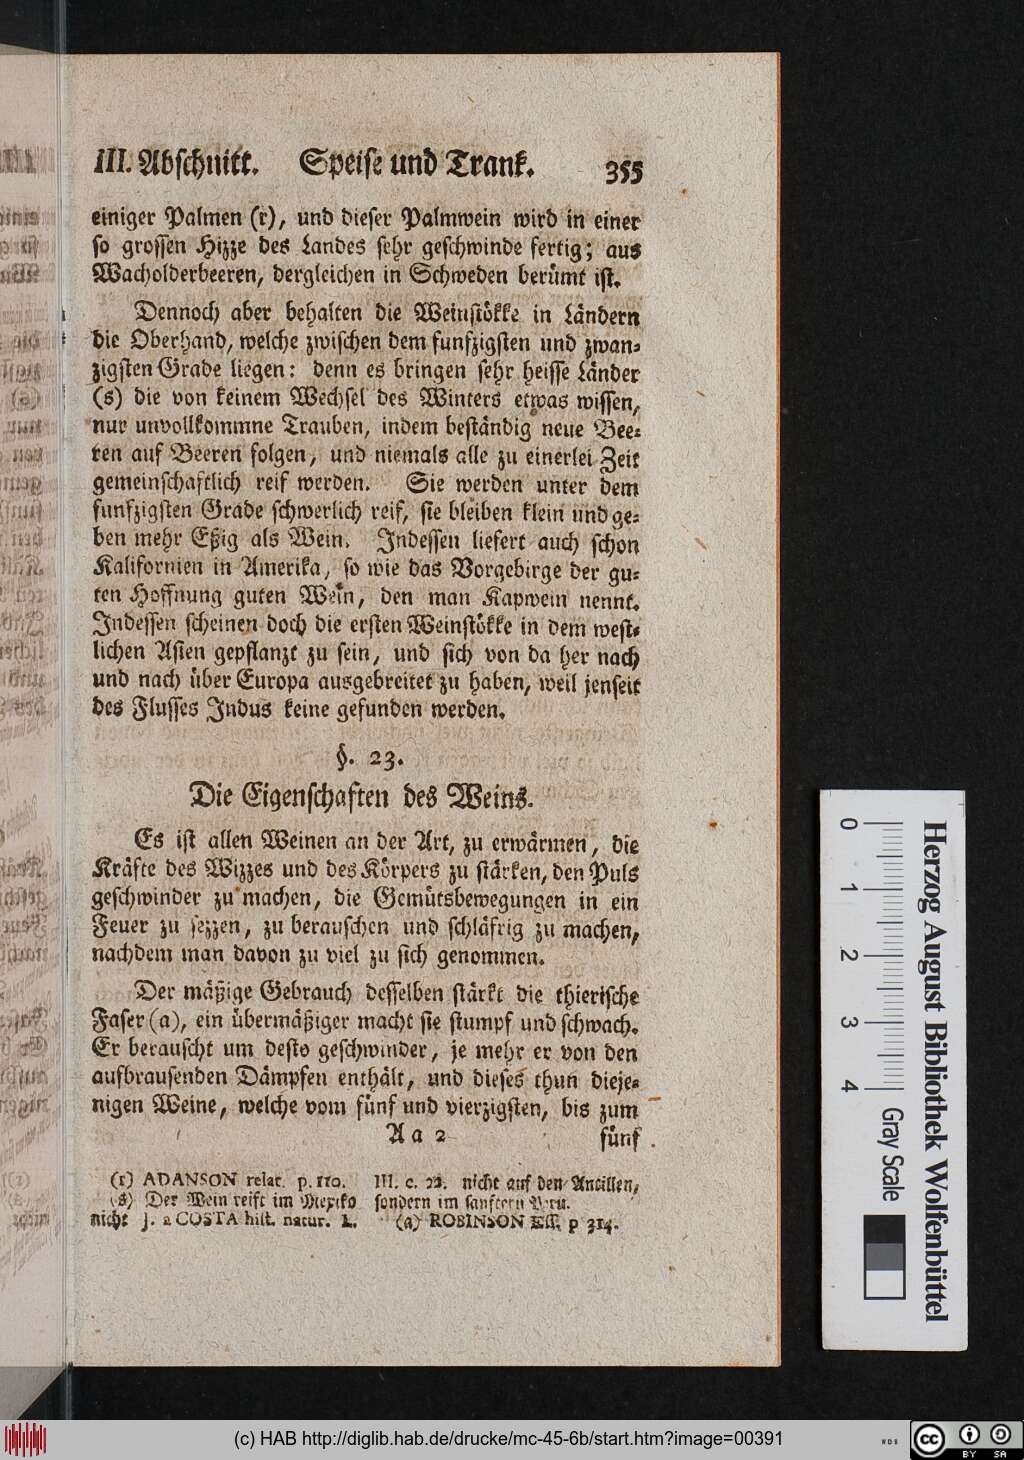 III. Abschnitt. Speise und Trank. 355
einiger Palmen (r), und dieser Palmwein wird in einer
so grossen Hizze des Landes sehr geschwinde fertig; aus
Wacholderbeeren, dergleichen in Schweden berümt ist.
Dennoch aber behalten die Weinstökke in Ländern
die Oberhand, welche zwischen dem funfzigsten und zwan-
zigsten Grade liegen: denn es bringen sehr heisse Länder
(s) die von keinem Wechsel des Winters etwas wissen,
nur unvollkommne Trauben, indem beständig neue Bee-
ren auf Beeren folgen, und niemals alle zu einerlei Zeit
gemeinschaftlich reif werden. Sie werden unter dem
funfzigsten Grade schwerlich reif, sie bleiben klein und ge-
ben mehr Eßig als Wein. Indessen liefert auch schon
Kalifornien in Amerika, so wie das Vorgebirge der gu-
ten Hoffnung guten Wein, den man Kapwein nennt.
Indessen scheinen doch die ersten Weinstökke in dem west-
lichen Asien gepflanzt zu sein, und sich von da her nach
und nach über Europa ausgebreitet zu haben, weil jenseit
des Flusses Indus keine gefunden werden.
§. 23.
Die Eigenschaften des Weins.
Es ist allen Weinen an der Art, zu erwärmen, die
Kräfte des Wizzes und des Körpers zu stärken, den Puls
geschwinder zu machen, die Gemütsbewegungen in ein
Feuer zu sezzen, zu berauschen und schläfrig zu machen,
nachdem man davon zu viel zu sich genommen.
Der mäßige Gebrauch desselben stärkt die thierische
Faser (a), ein übermäßiger macht sie stumpf und schwach.
Er berauscht um desto geschwinder, je mehr er von den
aufbrausenden Dämpfen enthält, und dieses thun dieje-
nigen Weine, welche vom fünf und vierzigsten, bis zum
Aa 2 fünf
(r) ADANSON relat. p. 110.
(s) Der Wein reift im Mexiko
nicht J. a COSTA hist. natur. L.
III. c. 22. nicht auf den Antillen,
sondern im sanftern Peru.
(a) ROBINSON Ess. p 314.
0 1 2 3 4
Gray Scale
Herzog August Bibliothek Wolfenbüttel
(c) HAB http://diglib.hab.de/drucke/mc-45-6b/start.htm?image=00391
cc BY SA